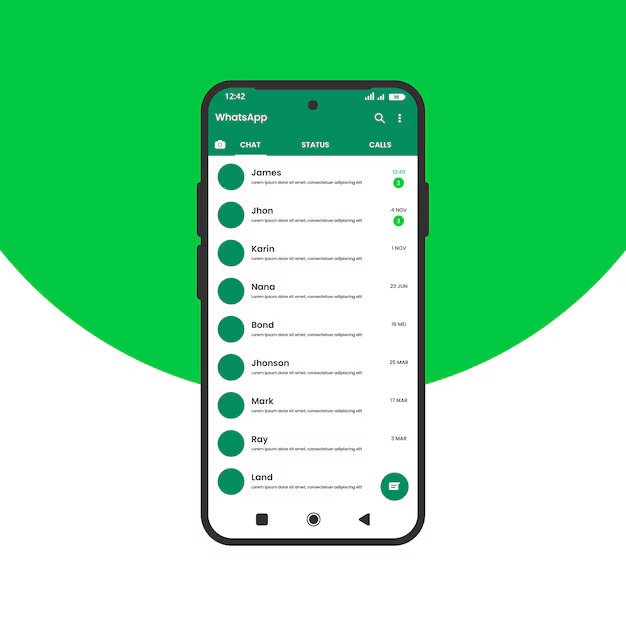 12:42
98
WhatsApp
CHAT STATUS CALLS
James 12:40
Lorem ipsum dolor sit amet, consectetuer adipiscing elit
Jhon 4 NOV
Lorem ipsum dolor sit amet, consectetuer adipiscing elit
Karin 1 NOV
Lorem ipsum dolor sit amet, consectetuer adipiscing elit
Nana 23 JUN
Lorem ipsum dolor sit amet, consectetuer adipiscing elit
Bond 16 MEI
Lorem ipsum dolor sit amet, consectetuer adipiscing elit
Jhonson 25 MAR
Lorem ipsum dolor sit amet, consectetuer adipiscing elit
Mark 17 MAR
Lorem ipsum dolor sit amet, consectetuer adipiscing elit
Ray 3 MAR
Lorem ipsum dolor sit amet, consectetuer adipiscing elit
Land
Lorem ipsum dolor sit amet, consectetuer adipiscing elit